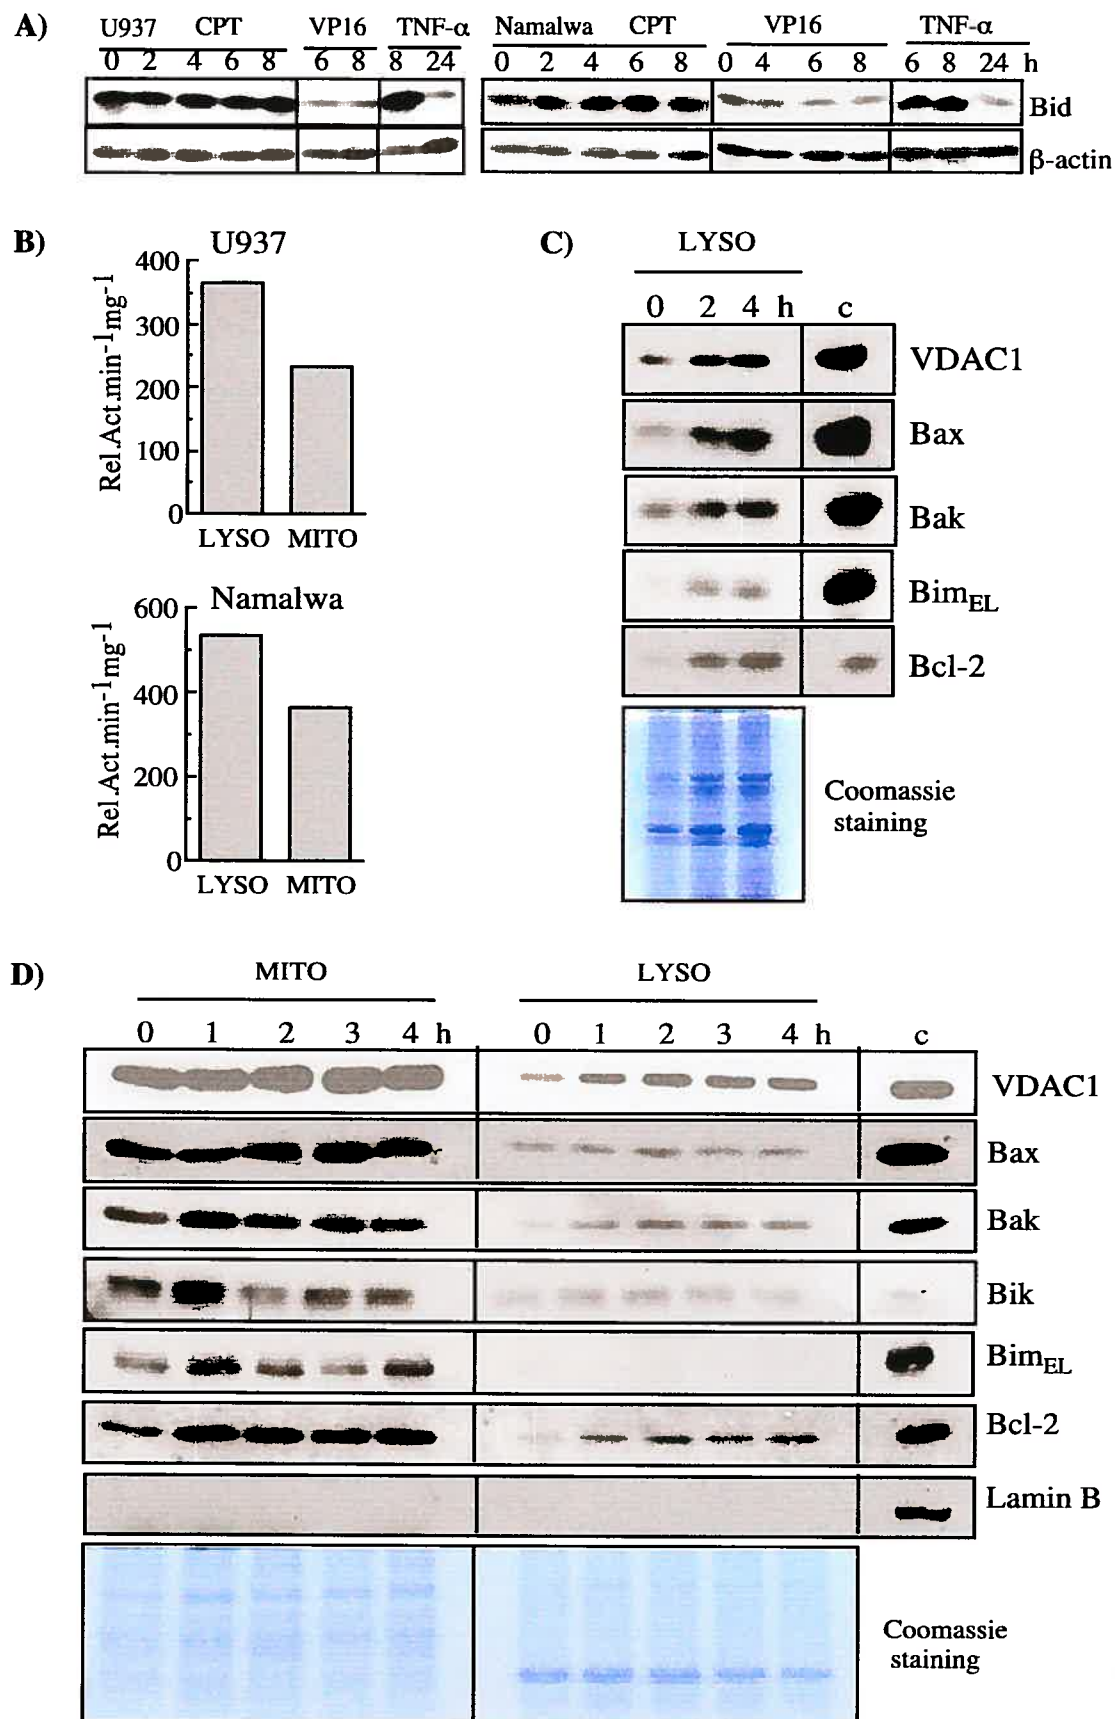 A)
U937 CPT VP16 TNF-α Namalwa CPT VP16 TNF-α
0 2 4 6 8 6 8 8 24 0 2 4 6 8 0 4 6 8 6 8 24 h
Bid
β-actin
B) U937
400
300
200
100
0
Rel.Act.min⁻¹mg⁻¹
LYSO MITO
Namalwa
600
400
200
0
Rel.Act.min⁻¹mg⁻¹
LYSO MITO
C) LYSO
0 2 4 h c
VDAC1
Bax
Bak
BimEL
Bcl-2
Coomassie
staining
D) MITO LYSO
0 1 2 3 4 h 0 1 2 3 4 h c
VDAC1
Bax
Bak
Bik
BimEL
Bcl-2
Lamin B
Coomassie
staining